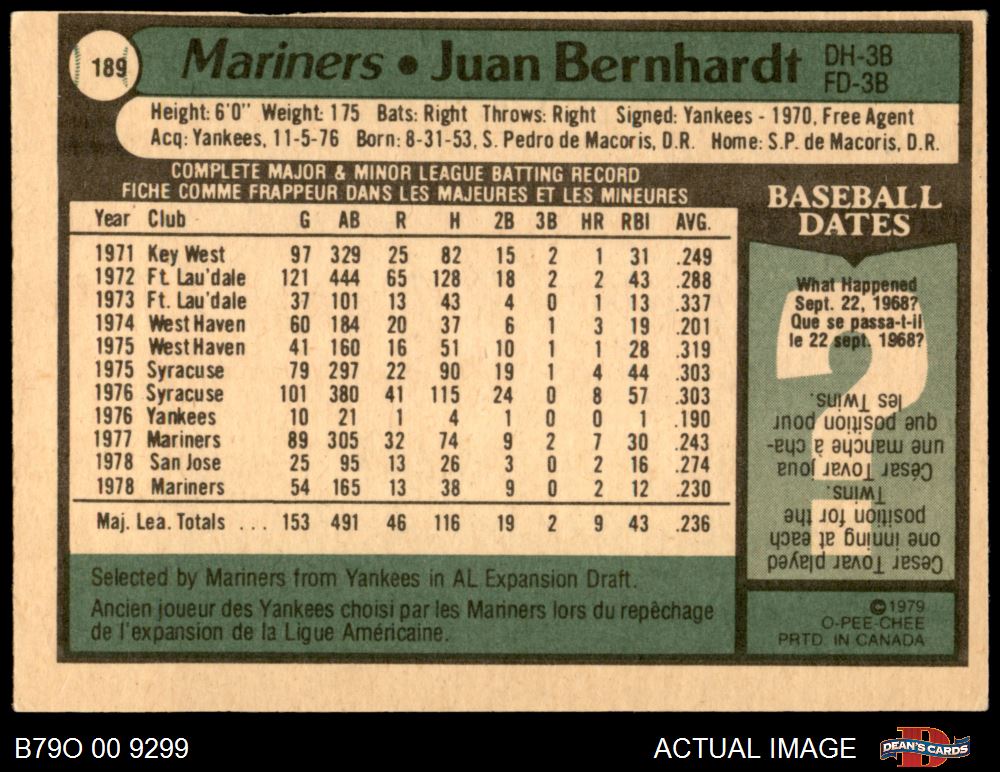 189
Mariners • Juan Bernhardt
DH-3B
FD-3B
Height: 6'0" Weight: 175 Bats: Right Throws: Right Signed: Yankees - 1970, Free Agent
Acq: Yankees, 11-5-76 Born: 8-31-53, S. Pedro de Macoris, D.R. Home: S.P. de Macoris, D.R.
COMPLETE MAJOR & MINOR LEAGUE BATTING RECORD
FICHE COMME FRAPPEUR DANS LES MAJEURES ET LES MINEURES
Year Club G AB R H 2B 3B HR RBI AVG.
1971 Key West 97 329 25 82 15 2 1 31 .249
1972 Ft. Lau'dale 121 444 65 128 18 2 2 43 .288
1973 Ft. Lau'dale 37 101 13 43 4 0 1 13 .337
1974 West Haven 60 184 20 37 6 1 3 19 .201
1975 West Haven 41 160 16 51 10 1 1 28 .319
1975 Syracuse 79 297 22 90 19 1 4 44 .303
1976 Syracuse 101 380 41 115 24 0 8 57 .303
1976 Yankees 10 21 1 4 1 0 0 1 .190
1977 Mariners 89 305 32 74 9 2 7 30 .243
1978 San Jose 25 95 13 26 3 0 2 16 .274
1978 Mariners 54 165 13 38 9 0 2 12 .230
Maj. Lea. Totals ... 153 491 46 116 19 2 9 43 .236
Selected by Mariners from Yankees in AL Expansion Draft.
Ancien joueur des Yankees choisi par les Mariners lors du repêchage
de l'expansion de la Ligue Américaine.
BASEBALL
DATES
What Happened
Sept. 22, 1968?
Que se passa-t-il
le 22 sept. 1968?
Cesar Tovar played
one inning at each
position for the
Twins.
César Tovar joua
une manche à cha-
que position pour
les Twins.
©1979
O-PEE-CHEE
PRTD. IN CANADA
B79O 00 9299
ACTUAL IMAGE
D
DEAN'S CARDS